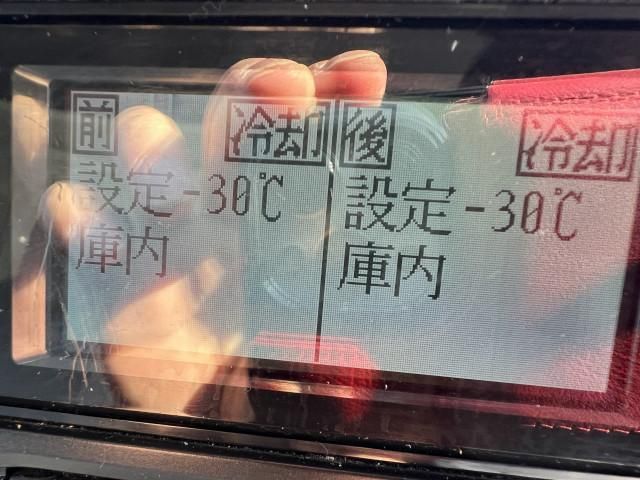 前 冷却
設定-30℃
庫内
後 冷却
設定-30℃
庫内